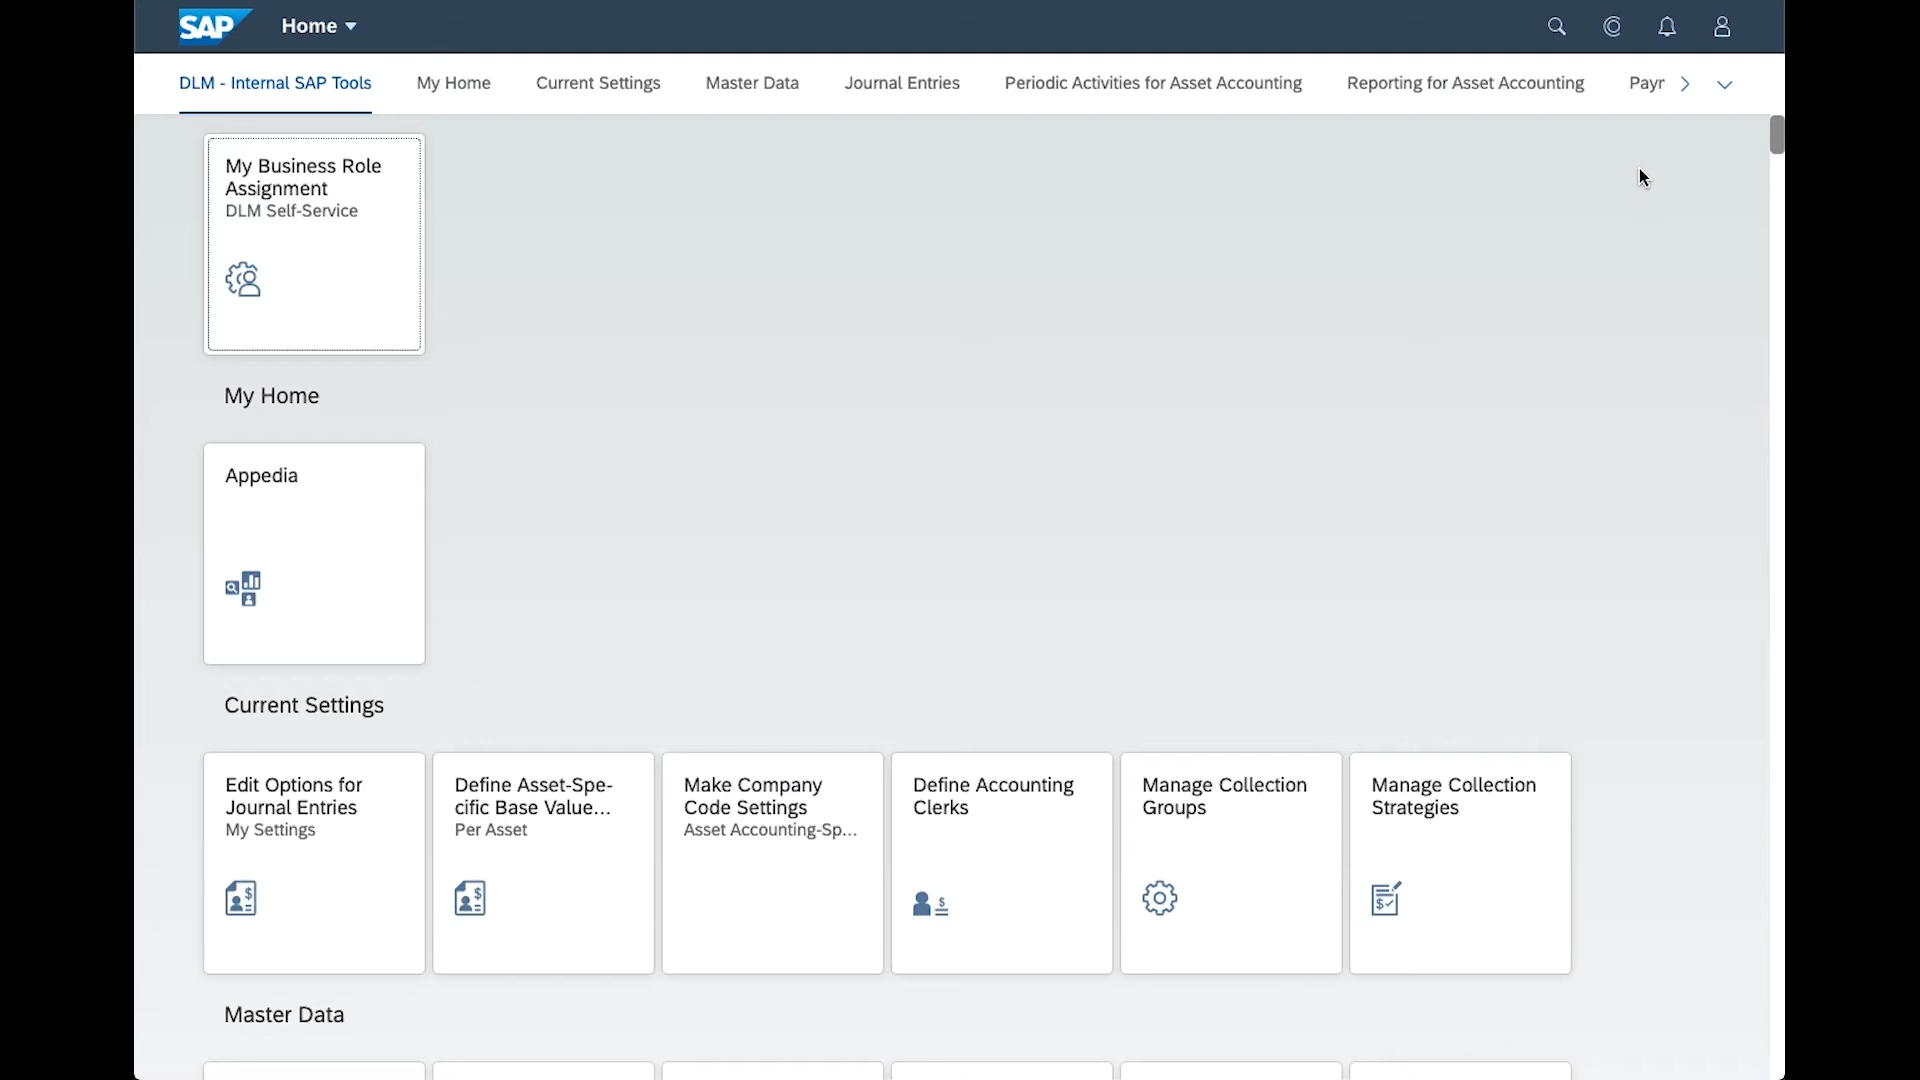 SAP Home
DLM - Internal SAP Tools My Home Current Settings Master Data Journal Entries Periodic Activities for Asset Accounting Reporting for Asset Accounting Payr
My Business Role
Assignment
DLM Self-Service
My Home
Appedia
Current Settings
Edit Options for
Journal Entries
My Settings
Define Asset-Spe-
cific Base Value...
Per Asset
Make Company
Code Settings
Asset Accounting-Sp...
Define Accounting
Clerks
Manage Collection
Groups
Manage Collection
Strategies
Master Data